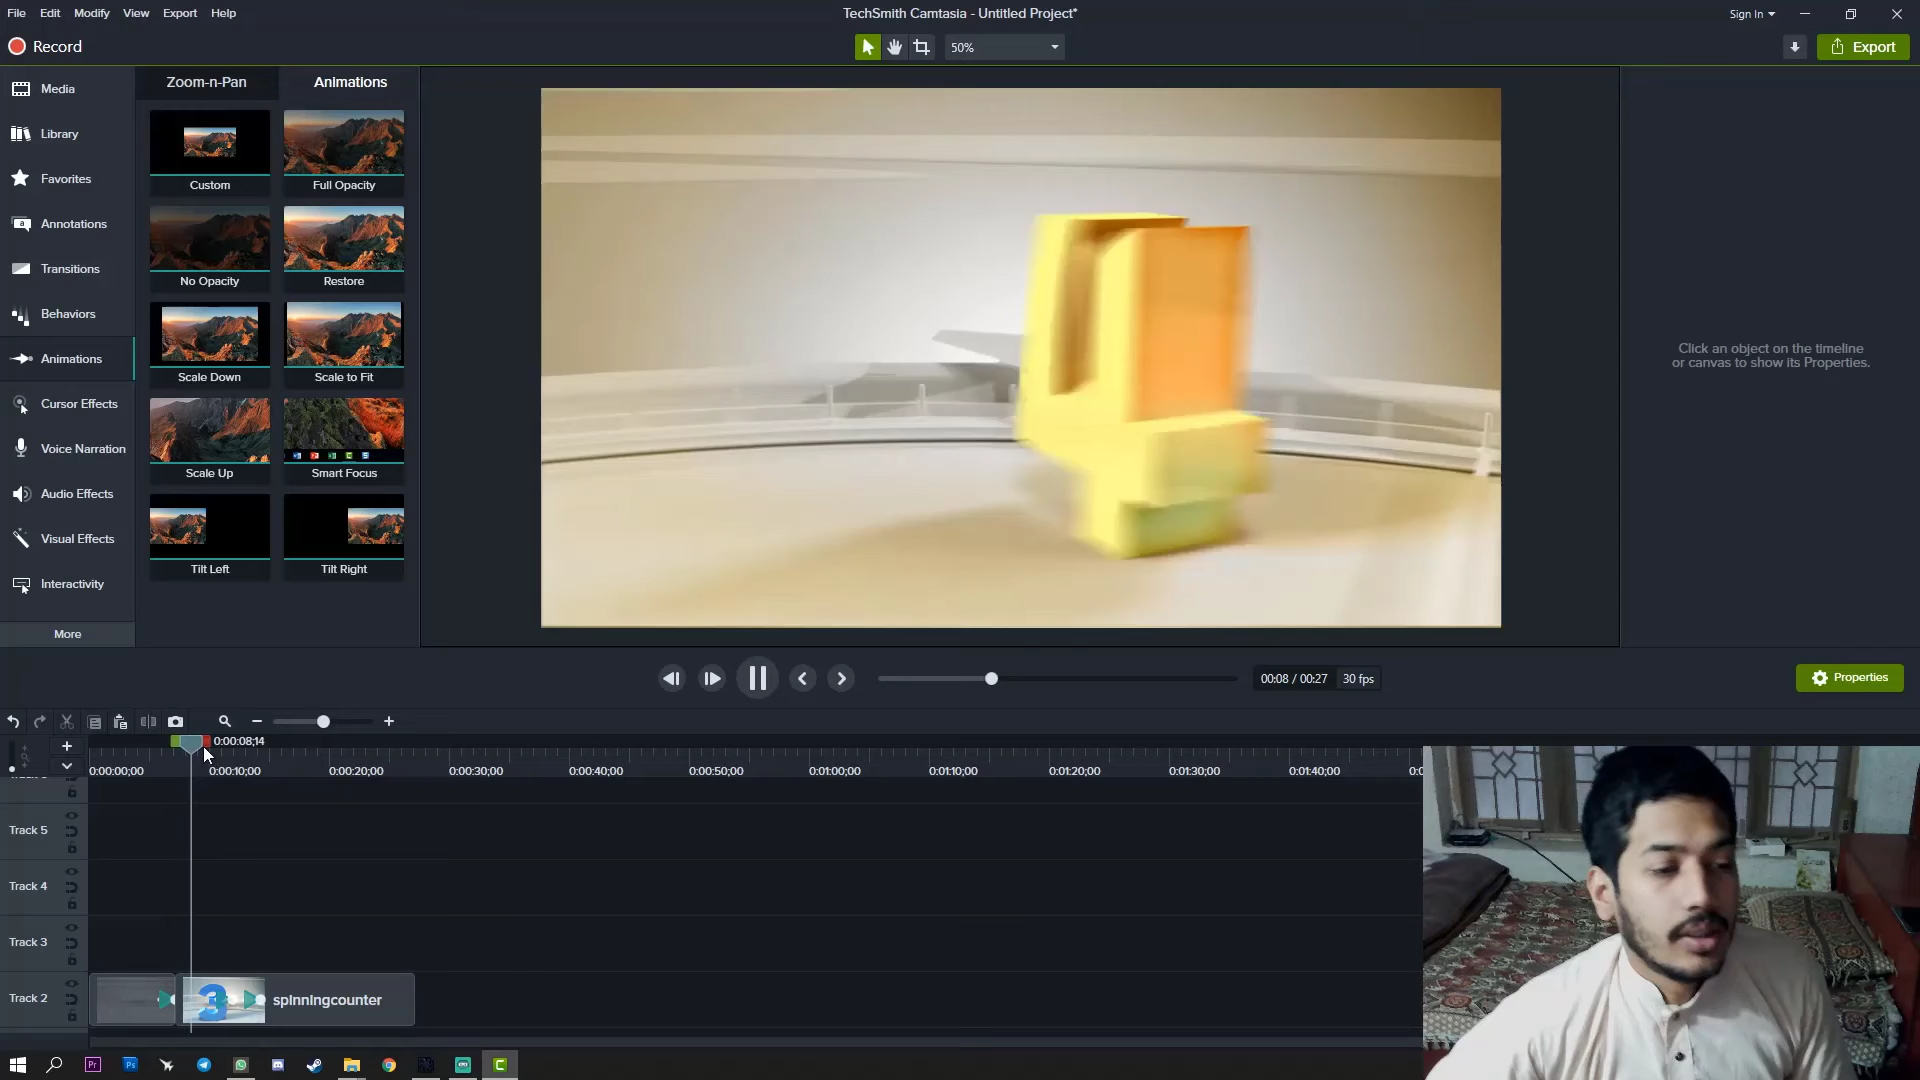 File Edit Modify View Export Help
TechSmith Camtasia - Untitled Project*
Sign In
Record
50%
Export
Media
Library
Favorites
Annotations
Transitions
Behaviors
Animations
Cursor Effects
Voice Narration
Audio Effects
Visual Effects
Interactivity
More
Zoom-n-Pan Animations
Custom Full Opacity
No Opacity Restore
Scale Down Scale to Fit
Scale Up Smart Focus
Tilt Left Tilt Right
Click an object on the timeline
or canvas to show its Properties.
00:08 / 00:27 30 fps
Properties
0:00:08;14
0:00:00;00 0:00:10;00 0:00:20;00 0:00:30;00 0:00:40;00 0:00:50;00 0:01:00;00 0:01:10;00 0:01:20;00 0:01:30;00 0:01:40;00
Track 5
Track 4
Track 3
Track 2
3
spinningcounter
Pr Ps